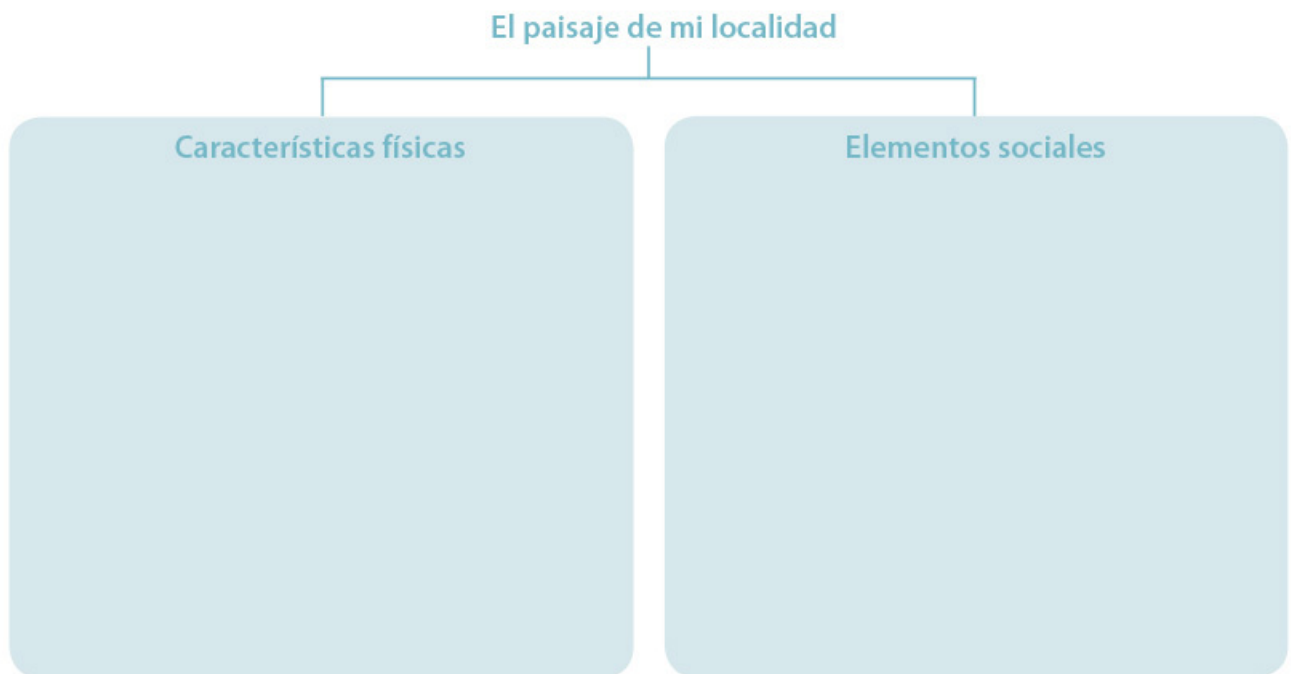 El paisaje de mi localidad
Características físicas
Elementos sociales